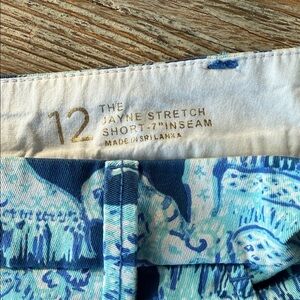 12
THE
JAYNE STRETCH
SHORT-7"INSEAM
MADE IN SRI LANKA